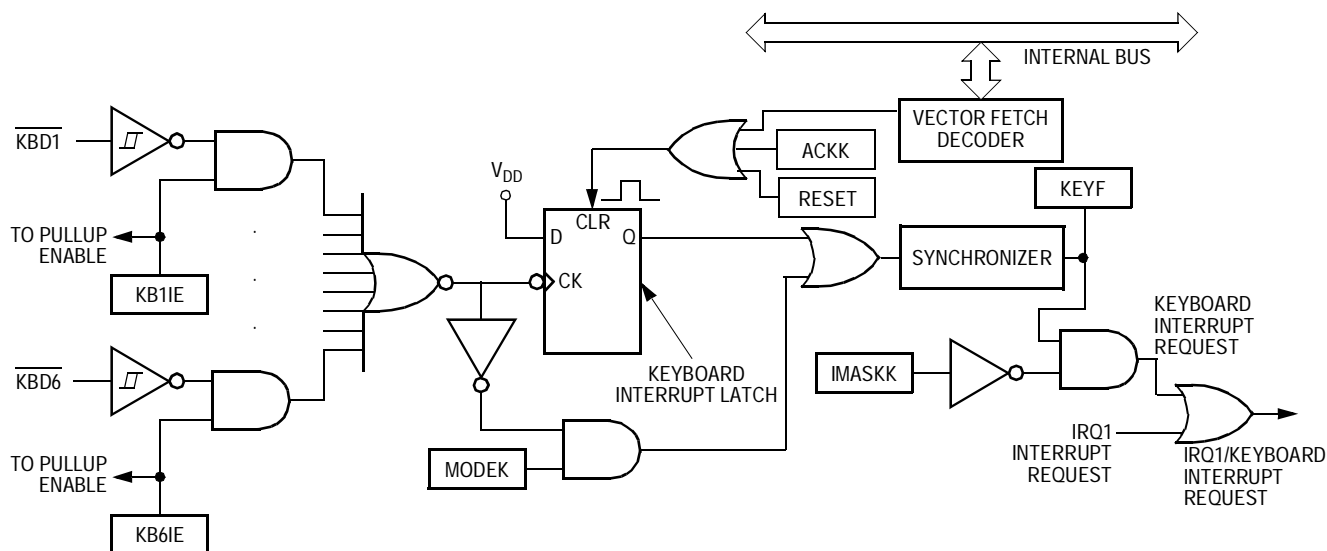 INTERNAL BUS
VECTOR FETCH
DECODER
KBD1
ACKK
VDD
RESET
KEYF
CLR
D
Q
TO PULLUP
ENABLE
SYNCHRONIZER
CK
KB1IE
KEYBOARD
INTERRUPT
REQUEST
KBD6
KEYBOARD
INTERRUPT LATCH
IMASKK
IRQ1
INTERRUPT
REQUEST
TO PULLUP
ENABLE
MODEK
IRQ1/KEYBOARD
INTERRUPT
REQUEST
KB6IE